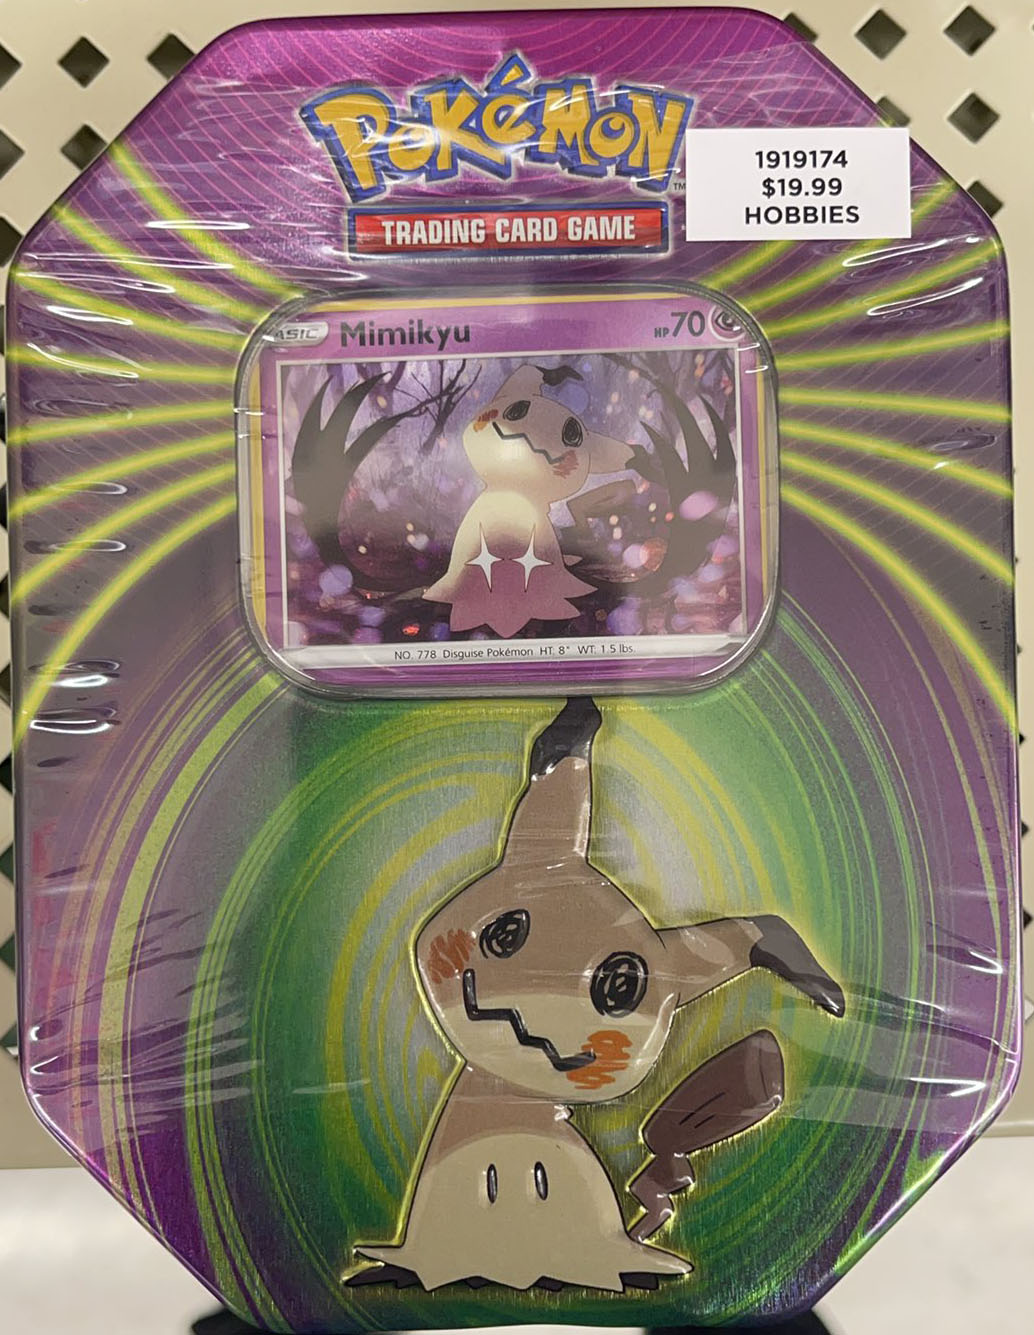 POKéMON
TM
TRADING CARD GAME
1919174
$19.99
HOBBIES
Mimikyu
HP 70
NO. 778 Disguise Pokémon HT: 8" WT: 1.5 lbs.